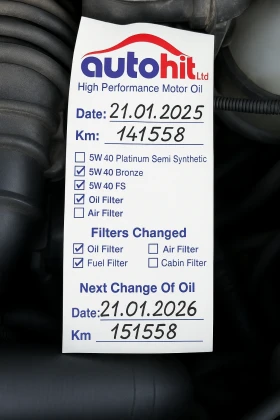 autohit Ltd
High Performance Motor Oil
Date: 21.01.2025
Km: 141558
5W 40 Platinum Semi Synthetic
5W 40 Bronze
5W 40 FS
Oil Filter
Air Filter
Filters Changed
Oil Filter Air Filter
Fuel Filter Cabin Filter
Next Change Of Oil
Date: 21.01.2026
Km 151558